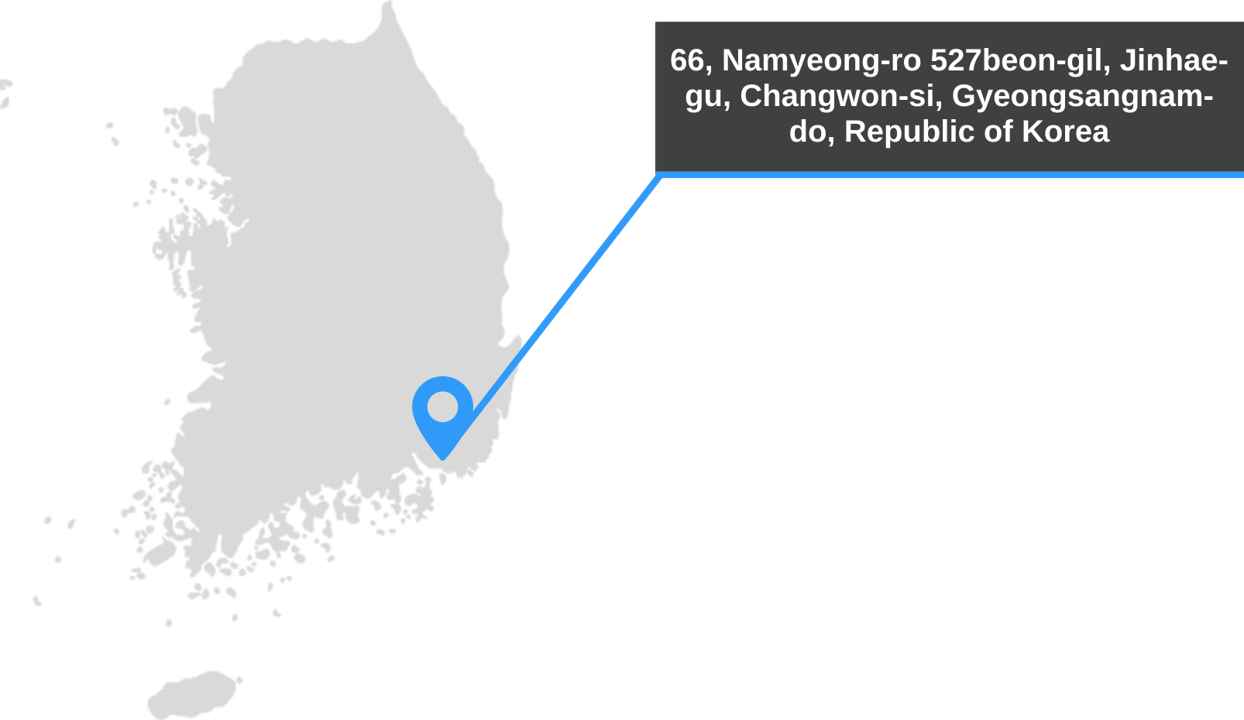 66, Namyeong-ro 527beon-gil, Jinhae-
gu, Changwon-si, Gyeongsangnam-
do, Republic of Korea